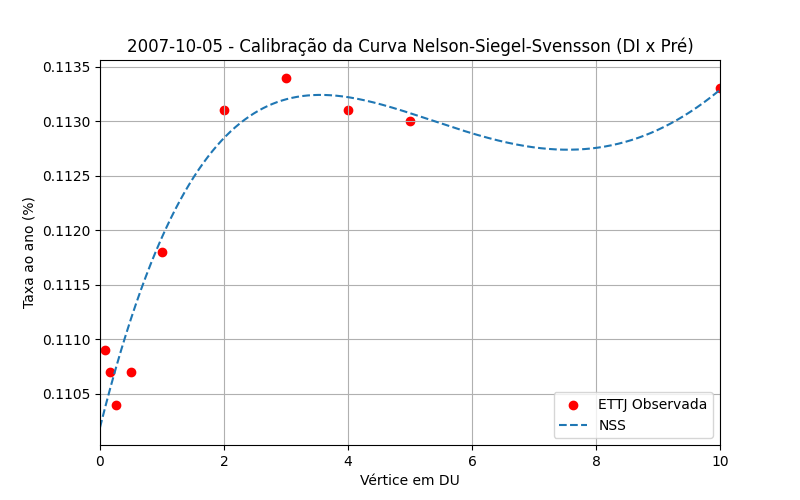 2007-10-05 - Calibração da Curva Nelson-Siegel-Svensson (DI x Pré)
Taxa ao ano (%)
0.1135
0.1130
0.1125
0.1120
0.1115
0.1110
0.1105
ETTJ Observada
NSS
0 2 4 6 8 10
Vértice em DU